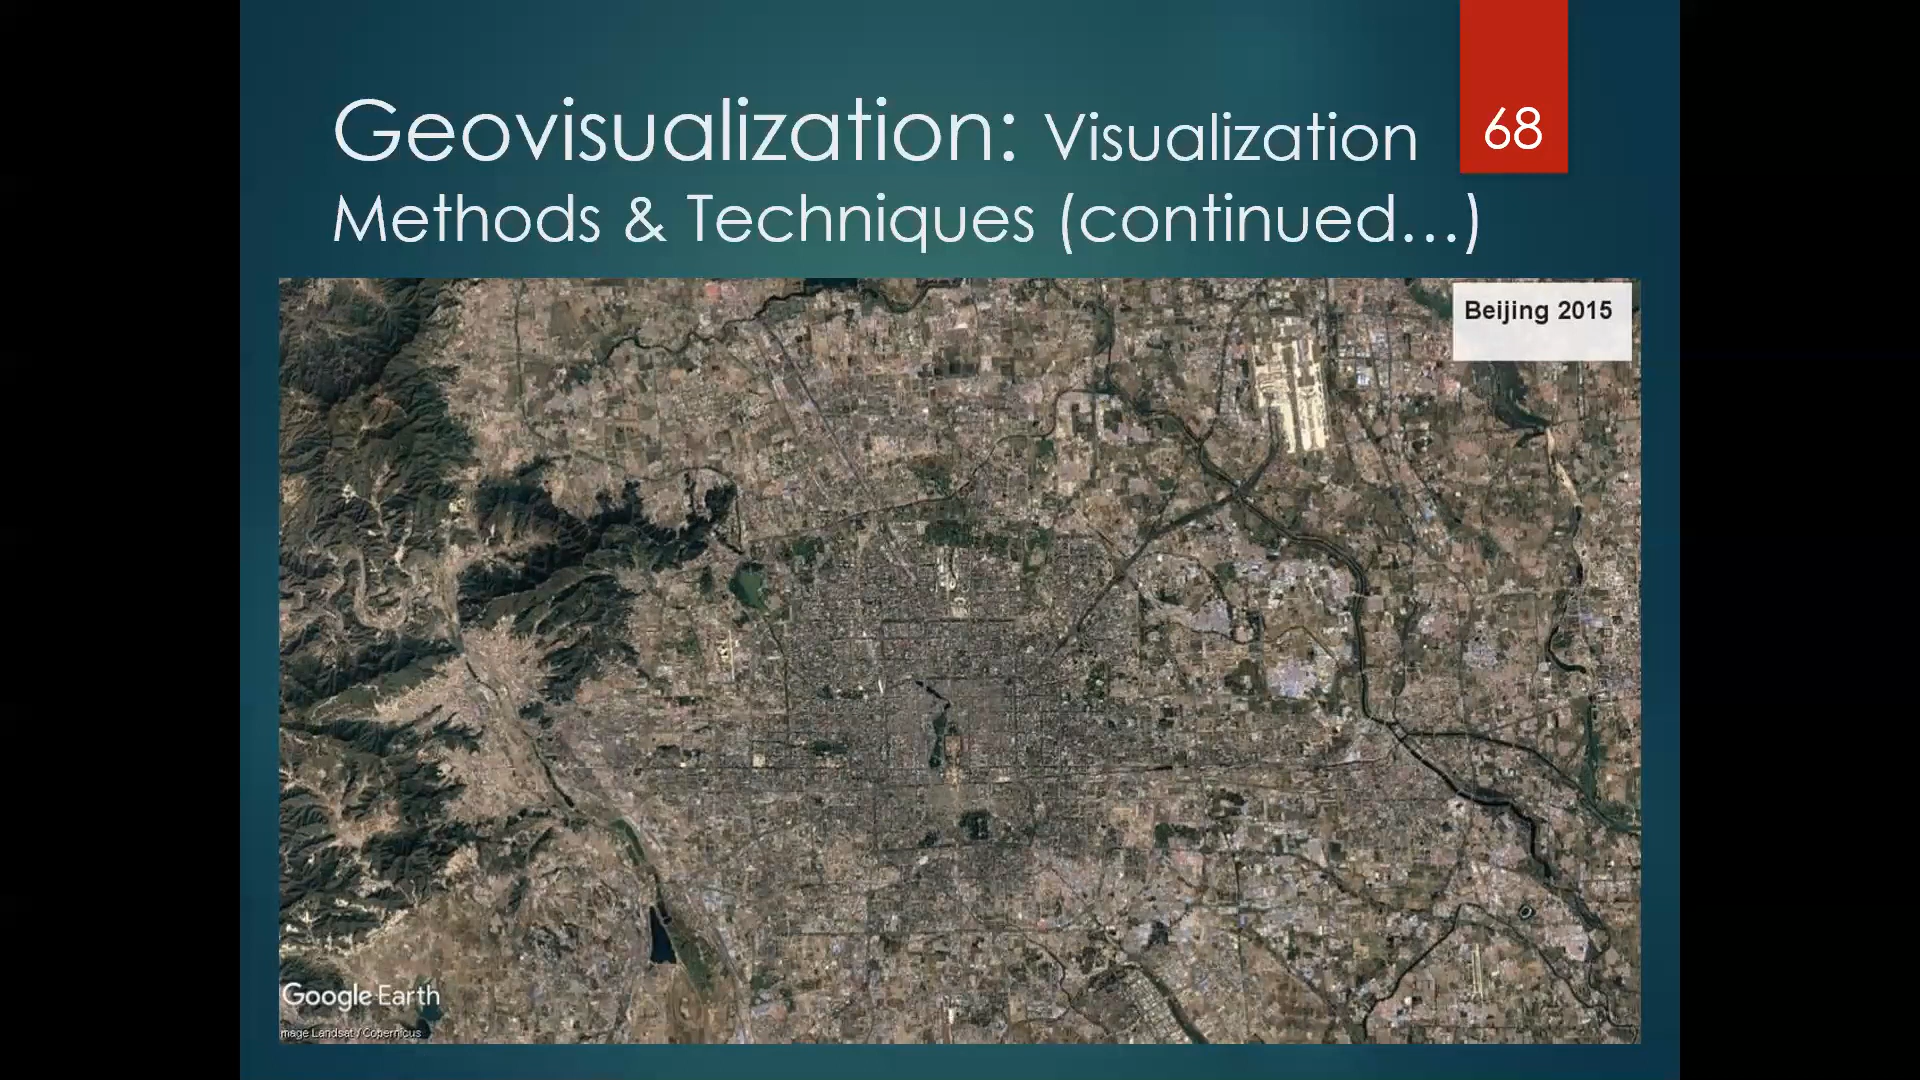 Geovisualization: Visualization
Methods & Techniques (continued…)
68
Beijing 2015
Google Earth
mage Landsat / Copernicus